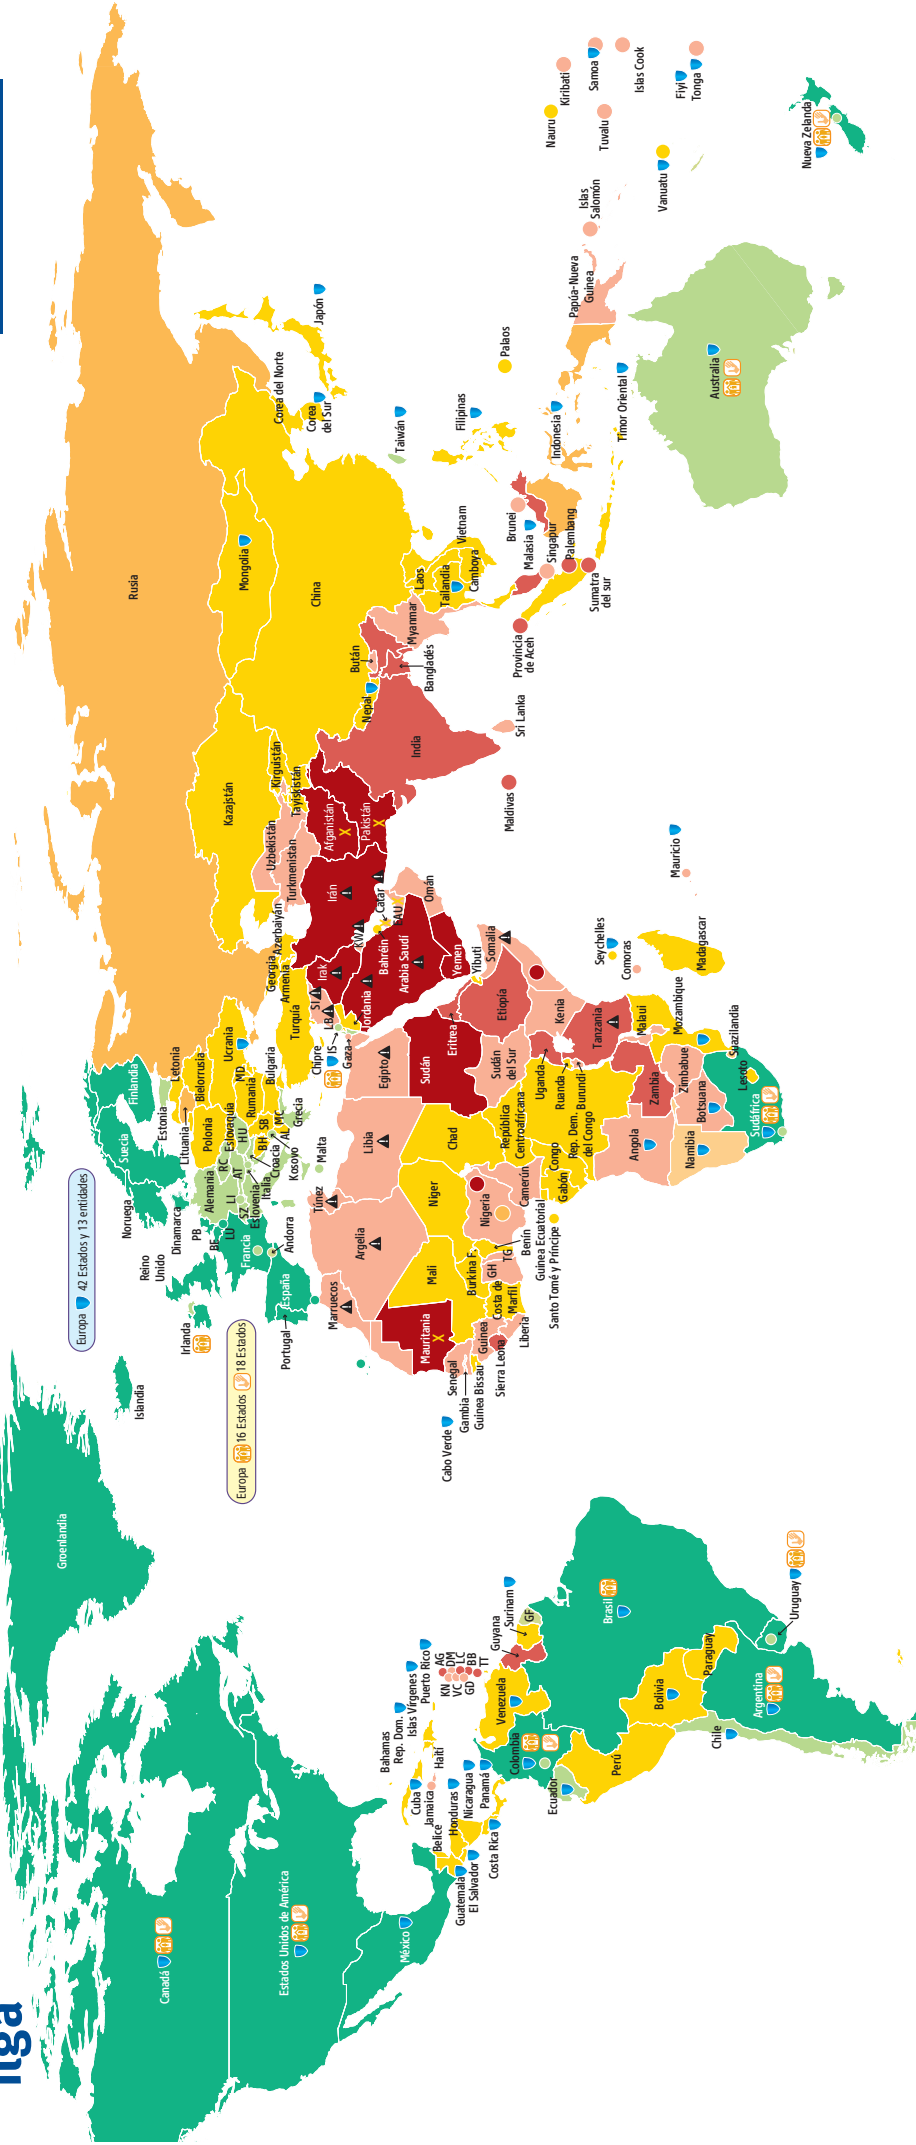 ilga
Europa 42 Estados y 13 entidades
Europa 16 Estados 18 Estados
Groenlandia
Canadá
Estados Unidos de América
México
Bahamas
Rep. Dom.
Islas Vírgenes
Puerto Rico
Cuba
Jamaica
Haití
Belice
Honduras
Nicaragua
Panamá
Guatemala
El Salvador
Costa Rica
KN
AG
DM
VC
LC
GD
BB
TT
Venezuela
Guyana
Surinam
GF
Colombia
Ecuador
Perú
Brasil
Bolivia
Paraguay
Chile
Argentina
Uruguay
Islandia
Irlanda
Reino
Unido
Noruega
Suecia
Finlandia
Dinamarca
Estonia
Letonia
Lituania
Bielorrusia
Polonia
Alemania
PB
BE
LU
Francia
Andorra
España
Portugal
LI
SZ
AT
RC
Eslovaquia
HU
Eslovenia
Italia
Croacia
BH
SB
AL
MC
Kosovo
Grecia
Malta
Ucrania
MD
Rumania
Bulgaria
Turquía
Chipre
Georgia
Armenia
Azerbaiyán
Rusia
Kazajstán
Uzbekistán
Turkmenistan
Kirguistán
Tayiskistán
Afganistán
Pakistán
Irán
Irak
SI
LB
IS
Gaza
Jordania
KW
Bahréin
Catar
EAU
Arabia Saudí
Omán
Yemen
Marruecos
Argelia
Túnez
Libia
Egipto
Mauritania
Mali
Níger
Chad
Sudán
Eritrea
Yibuti
Somalia
Etiopia
Sudán
del Sur
Cabo Verde
Senegal
Gambia
Guinea Bissau
Guinea
Sierra Leona
Liberia
Costa de
Marfil
Burkina F.
GH
TG
Benín
Nigeria
Camerún
Guinea Ecuatorial
Santo Tomé y Príncipe
Gabón
Congo
República
Centroafricana
Rep. Dem.
del Congo
Uganda
Ruanda
Burundi
Kenia
Tanzania
Angola
Zambia
Malaui
Mozambique
Zimbabue
Botsuana
Namibia
Sudáfrica
Lesoto
Suazilandia
Madagascar
Comoras
Seychelles
Mauricio
Mongolia
China
Corea del Norte
Corea
del Sur
Japón
Taiwán
Nepal
Bután
Bangladés
India
Sri Lanka
Maldivas
Myanmar
Laos
Tailandia
Vietnam
Camboya
Filipinas
Palaos
Brunei
Malasia
Singapur
Palembang
Sumatra
del sur
Provincia
de Aceh
Indonesia
Timor Oriental
Papúa-Nueva
Guinea
Islas
Salomón
Australia
Nueva Zelanda
Nauru
Kiribati
Tuvalu
Samoa
Islas Cook
Vanuatu
Fiyi
Tonga